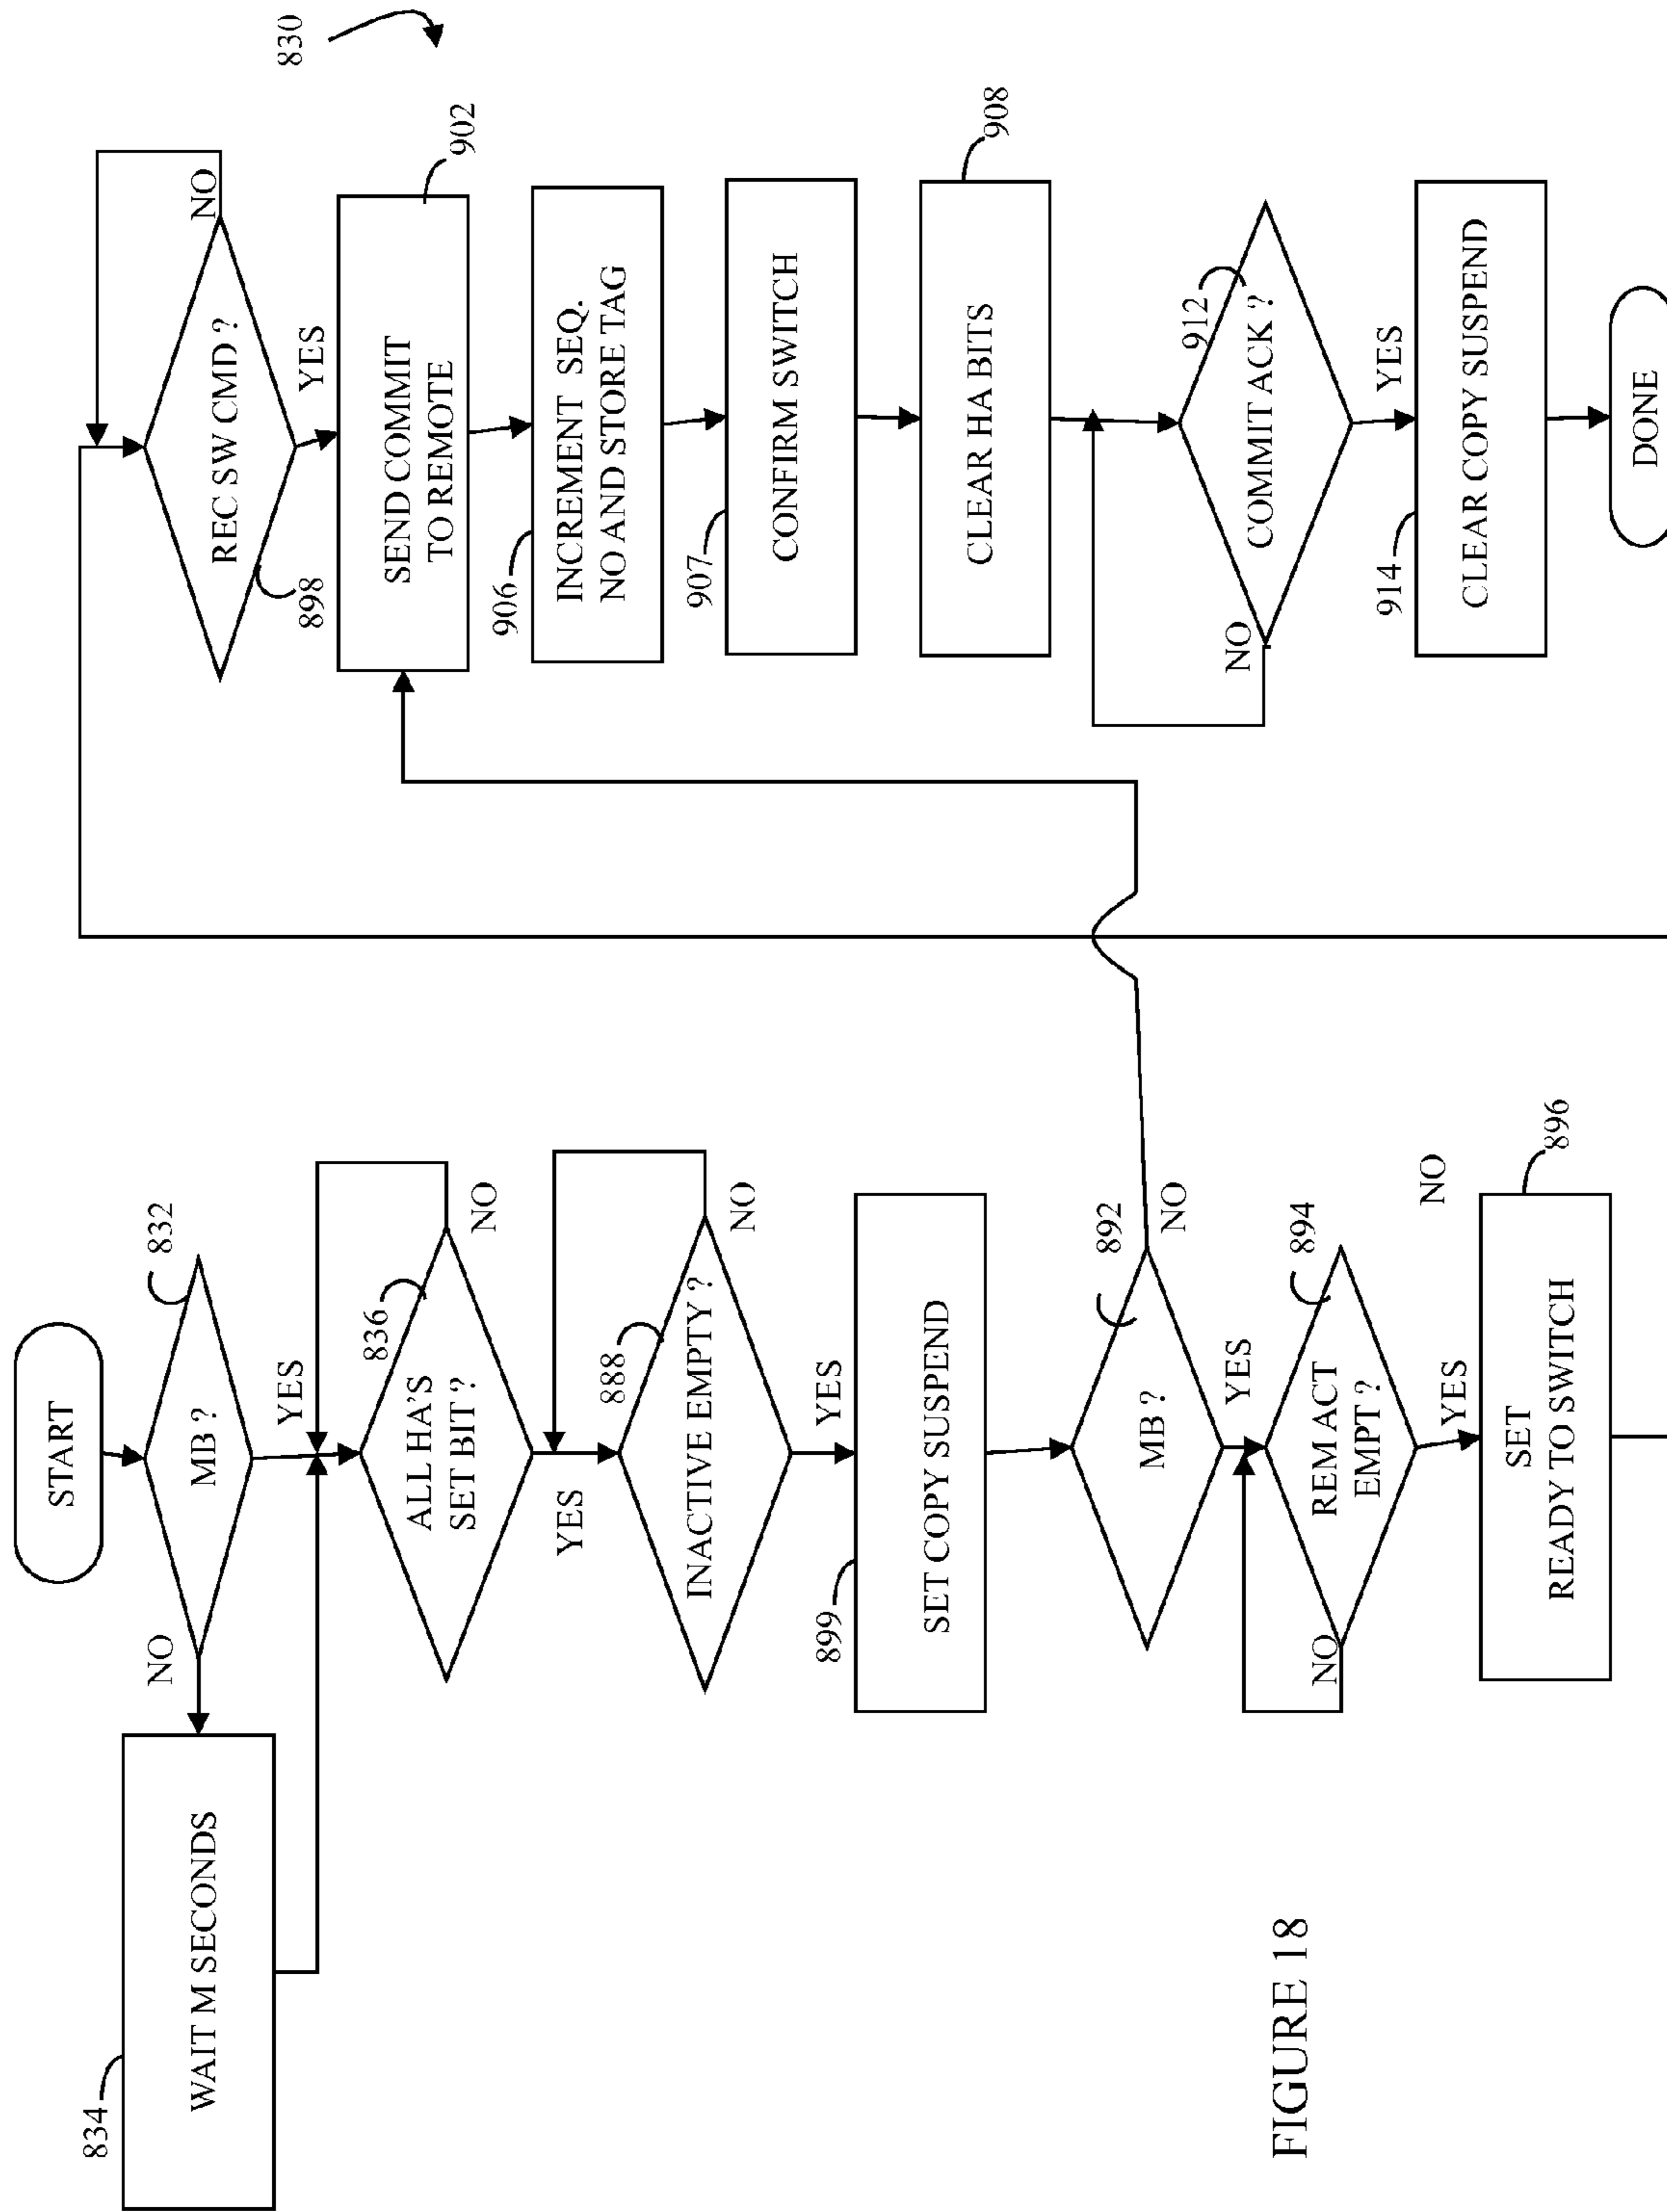 START
832
MB ?
NO
YES
834
WAIT M SECONDS
836
ALL HA'S
SET BIT ?
NO
YES
888
INACTIVE EMPTY ?
NO
YES
899
SET COPY SUSPEND
892
MB ?
NO
YES
894
REM ACT
EMPT ?
NO
NO
YES
896
SET
READY TO SWITCH
830
REC SW CMD ?
NO
898
YES
902
SEND COMMIT
TO REMOTE
906
INCREMENT SEQ.
NO AND STORE TAG
907
CONFIRM SWITCH
908
CLEAR HA BITS
912
COMMIT ACK ?
NO
YES
914
CLEAR COPY SUSPEND
DONE
FIGURE 18